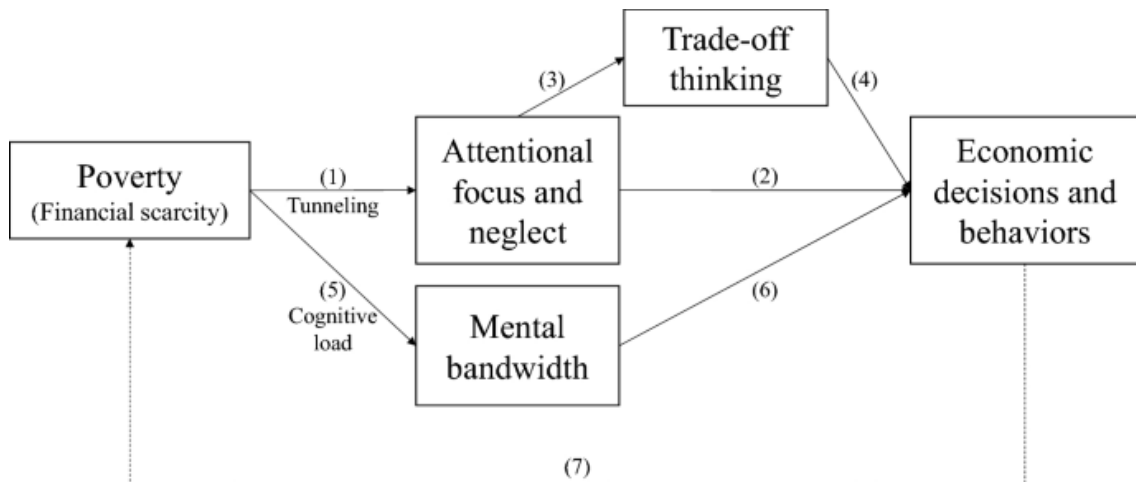 Trade-off
thinking
(3)
(4)
Poverty
(Financial scarcity)
(1)
Tunneling
Attentional
focus and
neglect
(2)
Economic
decisions and
behaviors
(5)
Cognitive
load
Mental
bandwidth
(6)
(7)